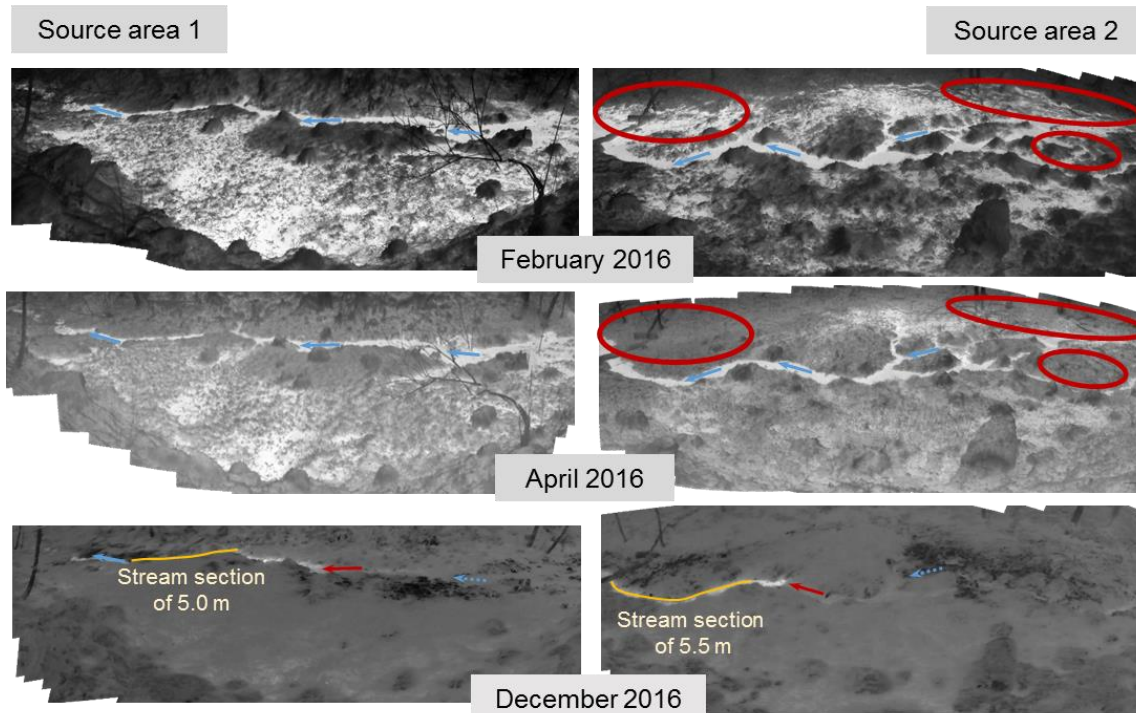 Source area 1
Source area 2
February 2016
April 2016
Stream section
of 5.0 m
Stream section
of 5.5 m
December 2016